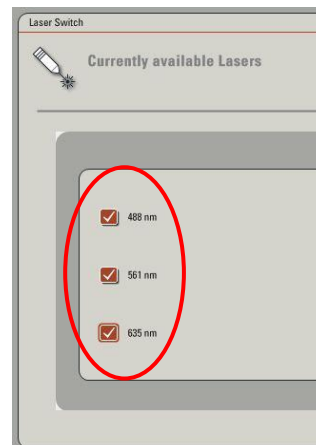 Laser Switch
Currently available Lasers
488 nm
561 nm
635 nm